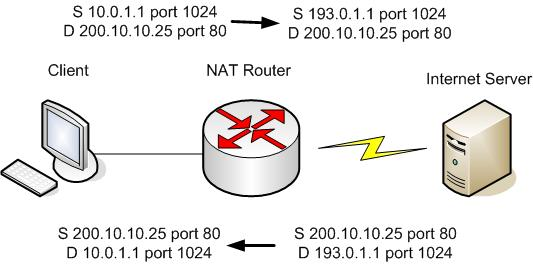 S 10.0.1.1 port 1024
D 200.10.10.25 port 80
S 193.0.1.1 port 1024
D 200.10.10.25 port 80
Client
NAT Router
Internet Server
S 200.10.10.25 port 80
D 10.0.1.1 port 1024
S 200.10.10.25 port 80
D 193.0.1.1 port 1024